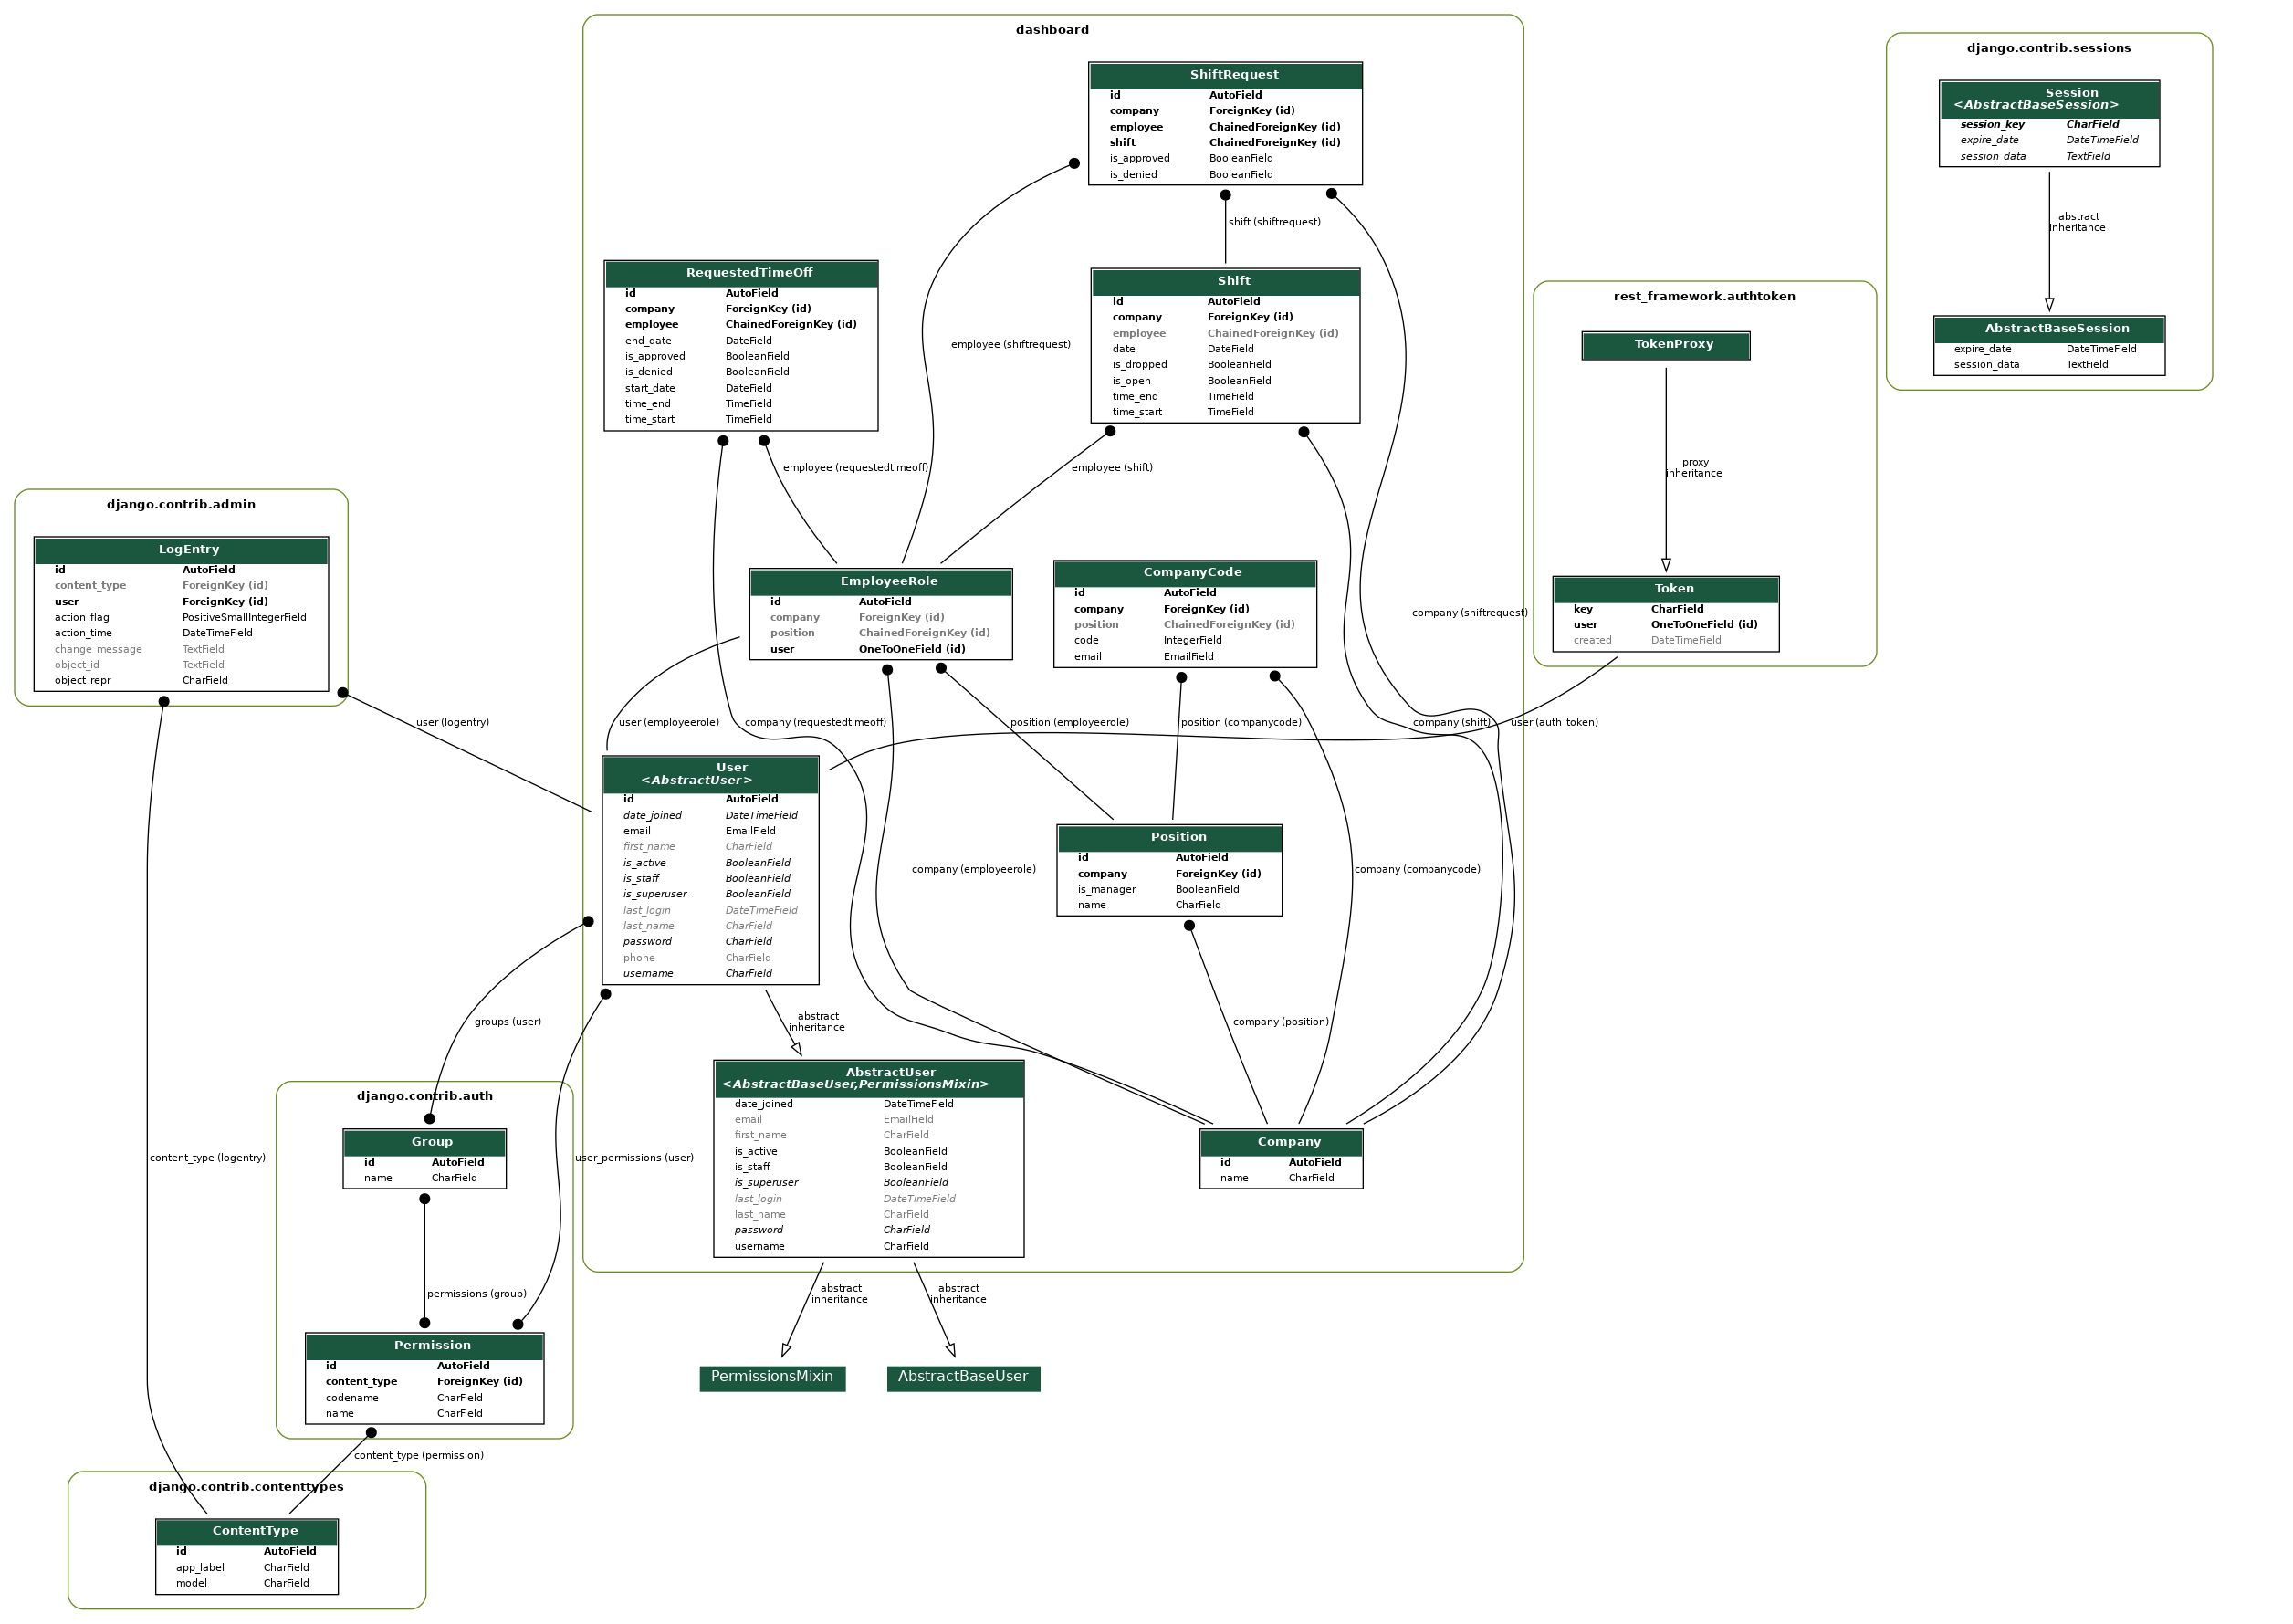 dashboard
ShiftRequest
id AutoField
company ForeignKey (id)
employee ChainedForeignKey (id)
shift ChainedForeignKey (id)
is_approved BooleanField
is_denied BooleanField
employee (shiftrequest)
shift (shiftrequest)
company (shiftrequest)
RequestedTimeOff
id AutoField
company ForeignKey (id)
employee ChainedForeignKey (id)
end_date DateField
is_approved BooleanField
is_denied BooleanField
start_date DateField
time_end TimeField
time_start TimeField
employee (requestedtimeoff)
company (requestedtimeoff)
Shift
id AutoField
company ForeignKey (id)
employee ChainedForeignKey (id)
date DateField
is_dropped BooleanField
is_open BooleanField
time_end TimeField
time_start TimeField
employee (shift)
company (shift)
EmployeeRole
id AutoField
company ForeignKey (id)
position ChainedForeignKey (id)
user OneToOneField (id)
user (employeerole)
position (employeerole)
company (employeerole)
CompanyCode
id AutoField
company ForeignKey (id)
position ChainedForeignKey (id)
code IntegerField
email EmailField
position (companycode)
company (companycode)
User
<AbstractUser>
id AutoField
date_joined DateTimeField
email EmailField
first_name CharField
is_active BooleanField
is_staff BooleanField
is_superuser BooleanField
last_login DateTimeField
last_name CharField
password CharField
phone CharField
username CharField
groups (user)
user_permissions (user)
abstract
inheritance
Position
id AutoField
company ForeignKey (id)
is_manager BooleanField
name CharField
company (position)
AbstractUser
<AbstractBaseUser,PermissionsMixin>
date_joined DateTimeField
email EmailField
first_name CharField
is_active BooleanField
is_staff BooleanField
is_superuser BooleanField
last_login DateTimeField
last_name CharField
password CharField
username CharField
abstract
inheritance
abstract
inheritance
PermissionsMixin
AbstractBaseUser
Company
id AutoField
name CharField
django.contrib.admin
LogEntry
id AutoField
content_type ForeignKey (id)
user ForeignKey (id)
action_flag PositiveSmallIntegerField
action_time DateTimeField
change_message TextField
object_id TextField
object_repr CharField
user (logentry)
content_type (logentry)
django.contrib.auth
Group
id AutoField
name CharField
permissions (group)
Permission
id AutoField
content_type ForeignKey (id)
codename CharField
name CharField
content_type (permission)
django.contrib.contenttypes
ContentType
id AutoField
app_label CharField
model CharField
rest_framework.authtoken
TokenProxy
proxy
inheritance
Token
key CharField
user OneToOneField (id)
created DateTimeField
user (auth_token)
django.contrib.sessions
Session
<AbstractBaseSession>
session_key CharField
expire_date DateTimeField
session_data TextField
abstract
inheritance
AbstractBaseSession
expire_date DateTimeField
session_data TextField